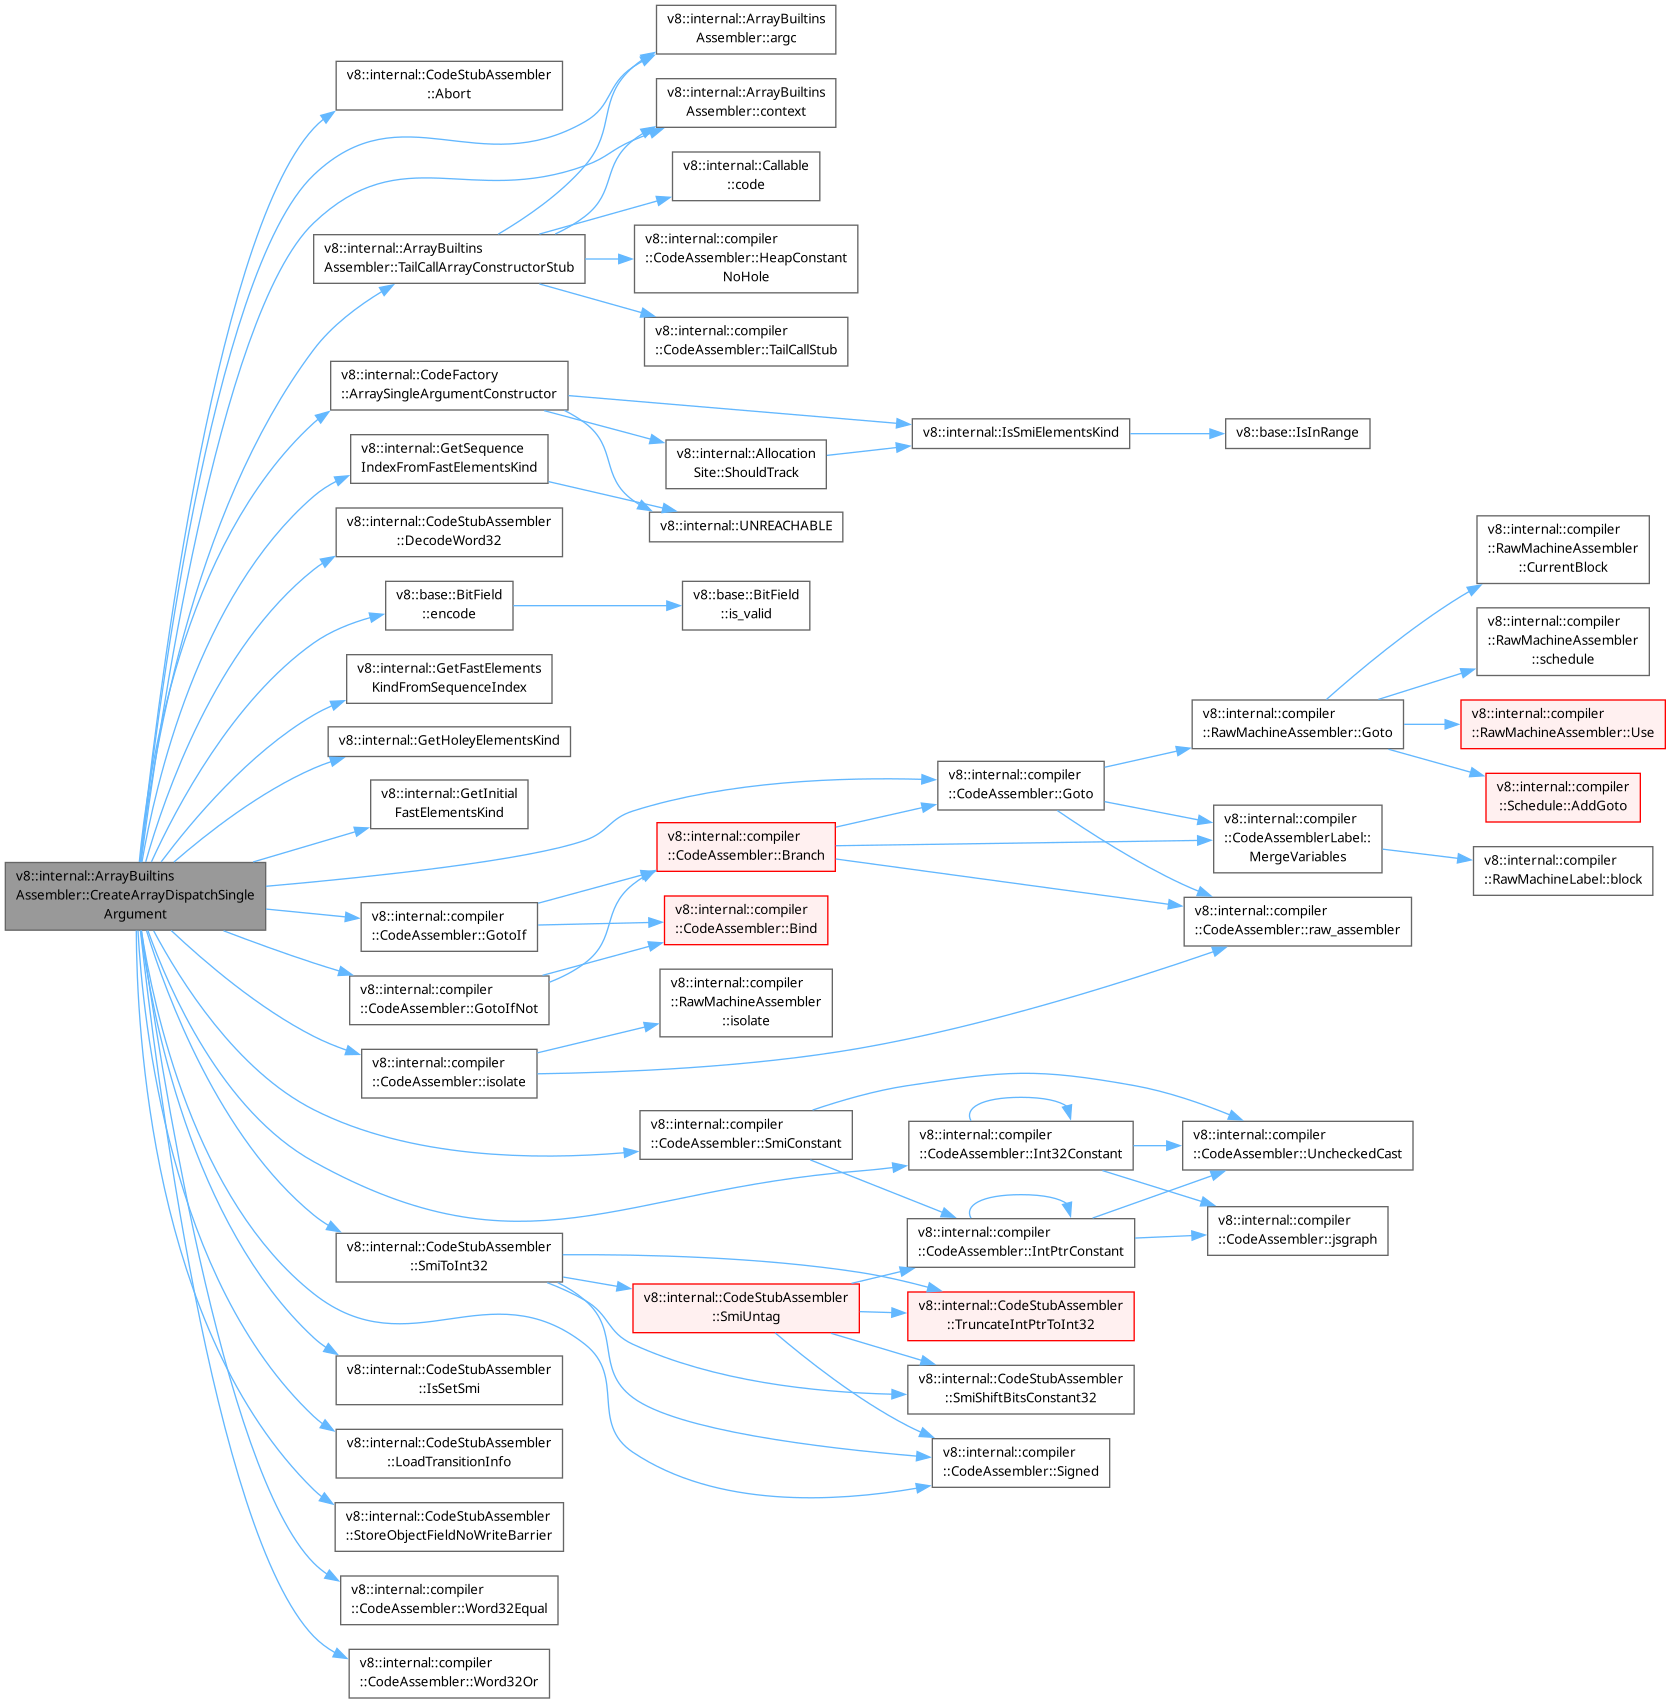 v8::internal::ArrayBuiltins
Assembler::CreateArrayDispatchSingle
Argument
v8::internal::CodeStubAssembler
::Abort
v8::internal::ArrayBuiltins
Assembler::argc
v8::internal::ArrayBuiltins
Assembler::context
v8::internal::ArrayBuiltins
Assembler::TailCallArrayConstructorStub
v8::internal::Callable
::code
v8::internal::compiler
::CodeAssembler::HeapConstant
NoHole
v8::internal::compiler
::CodeAssembler::TailCallStub
v8::internal::CodeFactory
::ArraySingleArgumentConstructor
v8::internal::IsSmiElementsKind
v8::base::IsInRange
v8::internal::Allocation
Site::ShouldTrack
v8::internal::UNREACHABLE
v8::internal::GetSequence
IndexFromFastElementsKind
v8::internal::CodeStubAssembler
::DecodeWord32
v8::base::BitField
::encode
v8::base::BitField
::is_valid
v8::internal::GetFastElements
KindFromSequenceIndex
v8::internal::GetHoleyElementsKind
v8::internal::GetInitial
FastElementsKind
v8::internal::compiler
::CodeAssembler::Goto
v8::internal::compiler
::RawMachineAssembler::Goto
v8::internal::compiler
::RawMachineAssembler
::CurrentBlock
v8::internal::compiler
::RawMachineAssembler
::schedule
v8::internal::compiler
::RawMachineAssembler::Use
v8::internal::compiler
::Schedule::AddGoto
v8::internal::compiler
::CodeAssemblerLabel::
MergeVariables
v8::internal::compiler
::RawMachineLabel::block
v8::internal::compiler
::CodeAssembler::raw_assembler
v8::internal::compiler
::CodeAssembler::GotoIf
v8::internal::compiler
::CodeAssembler::Branch
v8::internal::compiler
::CodeAssembler::Bind
v8::internal::compiler
::CodeAssembler::GotoIfNot
v8::internal::compiler
::CodeAssembler::isolate
v8::internal::compiler
::RawMachineAssembler
::isolate
v8::internal::compiler
::CodeAssembler::SmiConstant
v8::internal::compiler
::CodeAssembler::Int32Constant
v8::internal::compiler
::CodeAssembler::UncheckedCast
v8::internal::compiler
::CodeAssembler::IntPtrConstant
v8::internal::compiler
::CodeAssembler::jsgraph
v8::internal::CodeStubAssembler
::SmiToInt32
v8::internal::CodeStubAssembler
::SmiUntag
v8::internal::CodeStubAssembler
::TruncateIntPtrToInt32
v8::internal::CodeStubAssembler
::SmiShiftBitsConstant32
v8::internal::compiler
::CodeAssembler::Signed
v8::internal::CodeStubAssembler
::IsSetSmi
v8::internal::CodeStubAssembler
::LoadTransitionInfo
v8::internal::CodeStubAssembler
::StoreObjectFieldNoWriteBarrier
v8::internal::compiler
::CodeAssembler::Word32Equal
v8::internal::compiler
::CodeAssembler::Word32Or